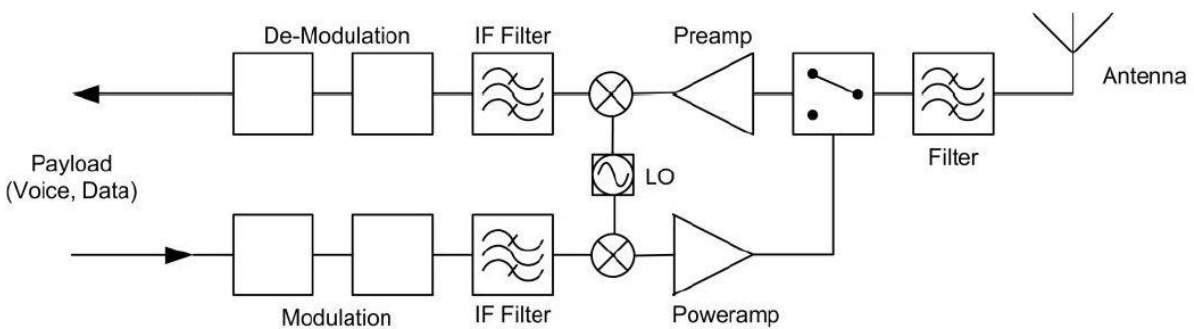 De-Modulation
IF Filter
Preamp
Antenna
Filter
Payload
(Voice, Data)
LO
Modulation
IF Filter
Poweramp